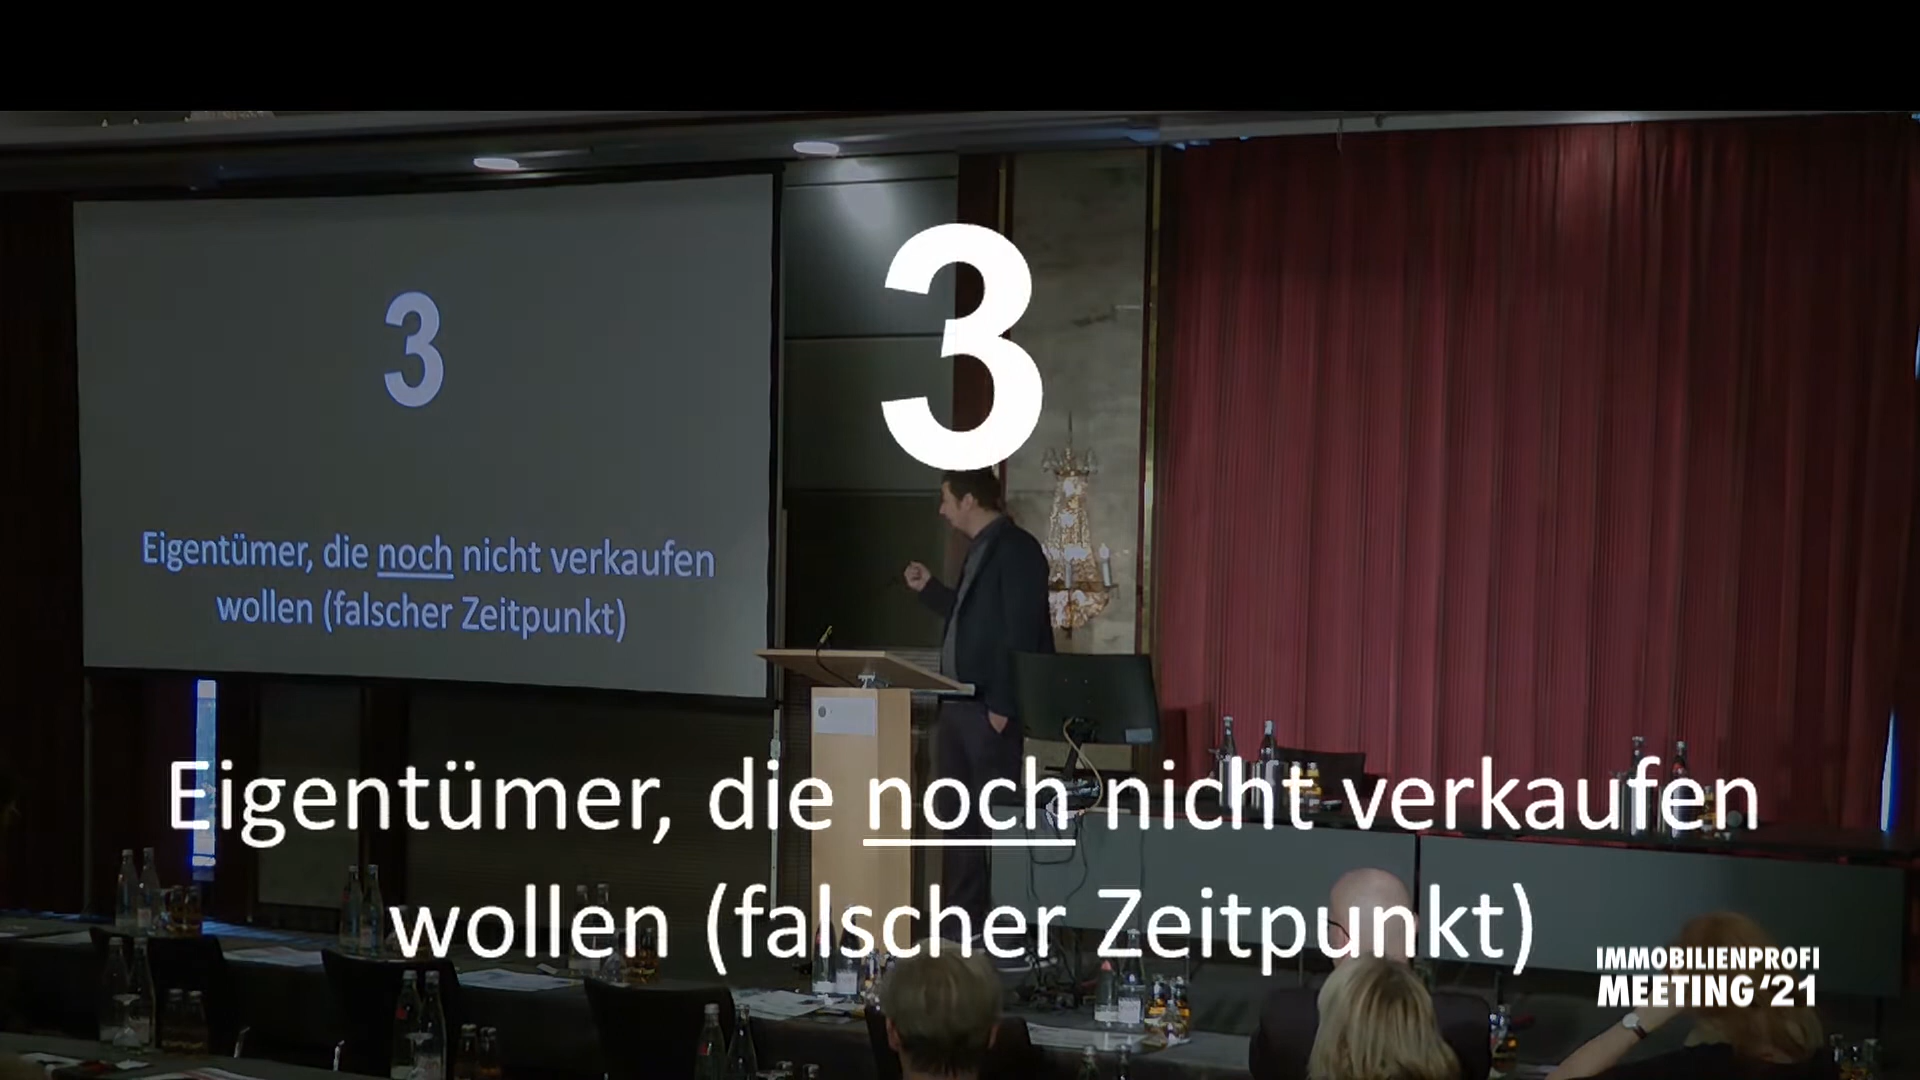 3
Eigentümer, die noch nicht verkaufen
wollen (falscher Zeitpunkt)
3
Eigentümer, die noch nicht verkaufen
wollen (falscher Zeitpunkt)
IMMOBILIENPROFI
MEETING '21